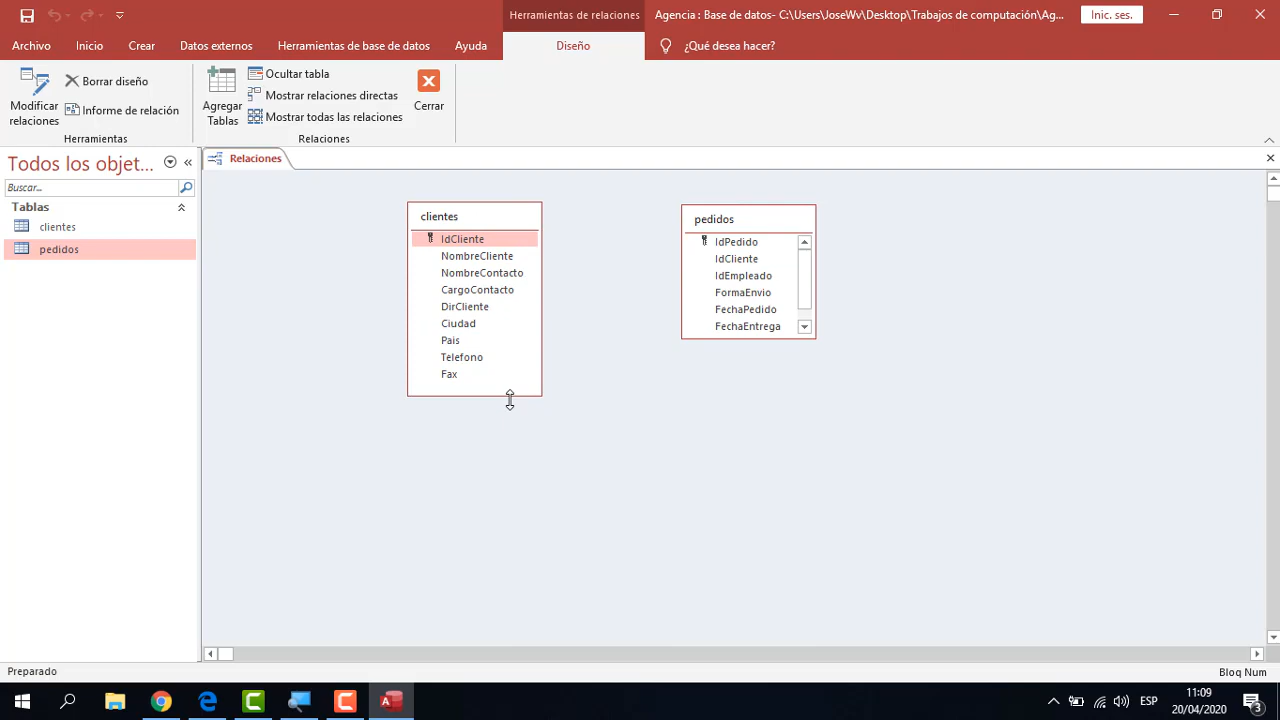 Herramientas de relaciones
Agencia : Base de datos- C:\Users\JoseWv\Desktop\Trabajos de computación\Ag...
Inic. ses.
Archivo
Inicio
Crear
Datos externos
Herramientas de base de datos
Ayuda
Diseño
¿Qué desea hacer?
Modificar relaciones
Borrar diseño
Informe de relación
Herramientas
Agregar Tablas
Ocultar tabla
Mostrar relaciones directas
Mostrar todas las relaciones
Cerrar
Relaciones
Todos los objet...
Buscar...
Tablas
clientes
pedidos
Relaciones
clientes
IdCliente
NombreCliente
NombreContacto
CargoContacto
DirCliente
Ciudad
Pais
Telefono
Fax
pedidos
IdPedido
IdCliente
IdEmpleado
FormaEnvio
FechaPedido
FechaEntrega
Preparado
Bloq Num
ESP
11:09
20/04/2020
3